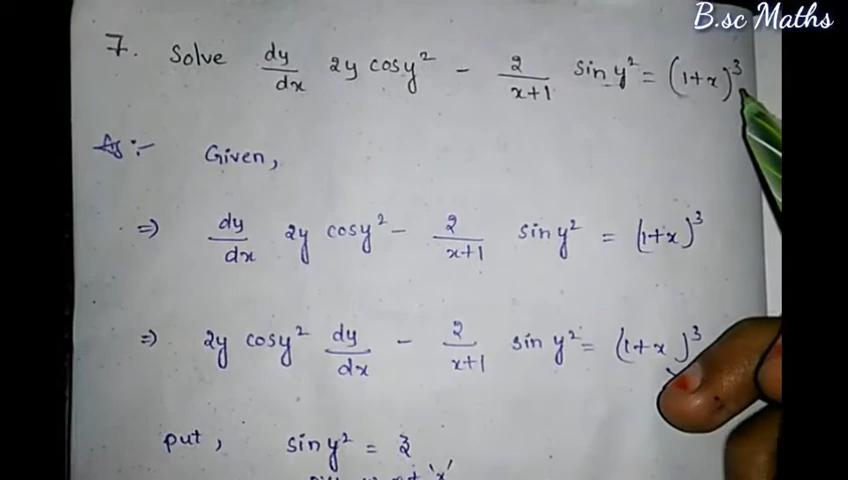 B.sc Maths
7. Solve dy/dx 2y cosy² - 2/x+1 sin y² = (1+x)³
Ans:- Given,
⇒ dy/dx 2y cosy² - 2/x+1 sin y² = (1+x)³
⇒ 2y cosy² dy/dx - 2/x+1 sin y² = (1+x)³
put, sin y² = z